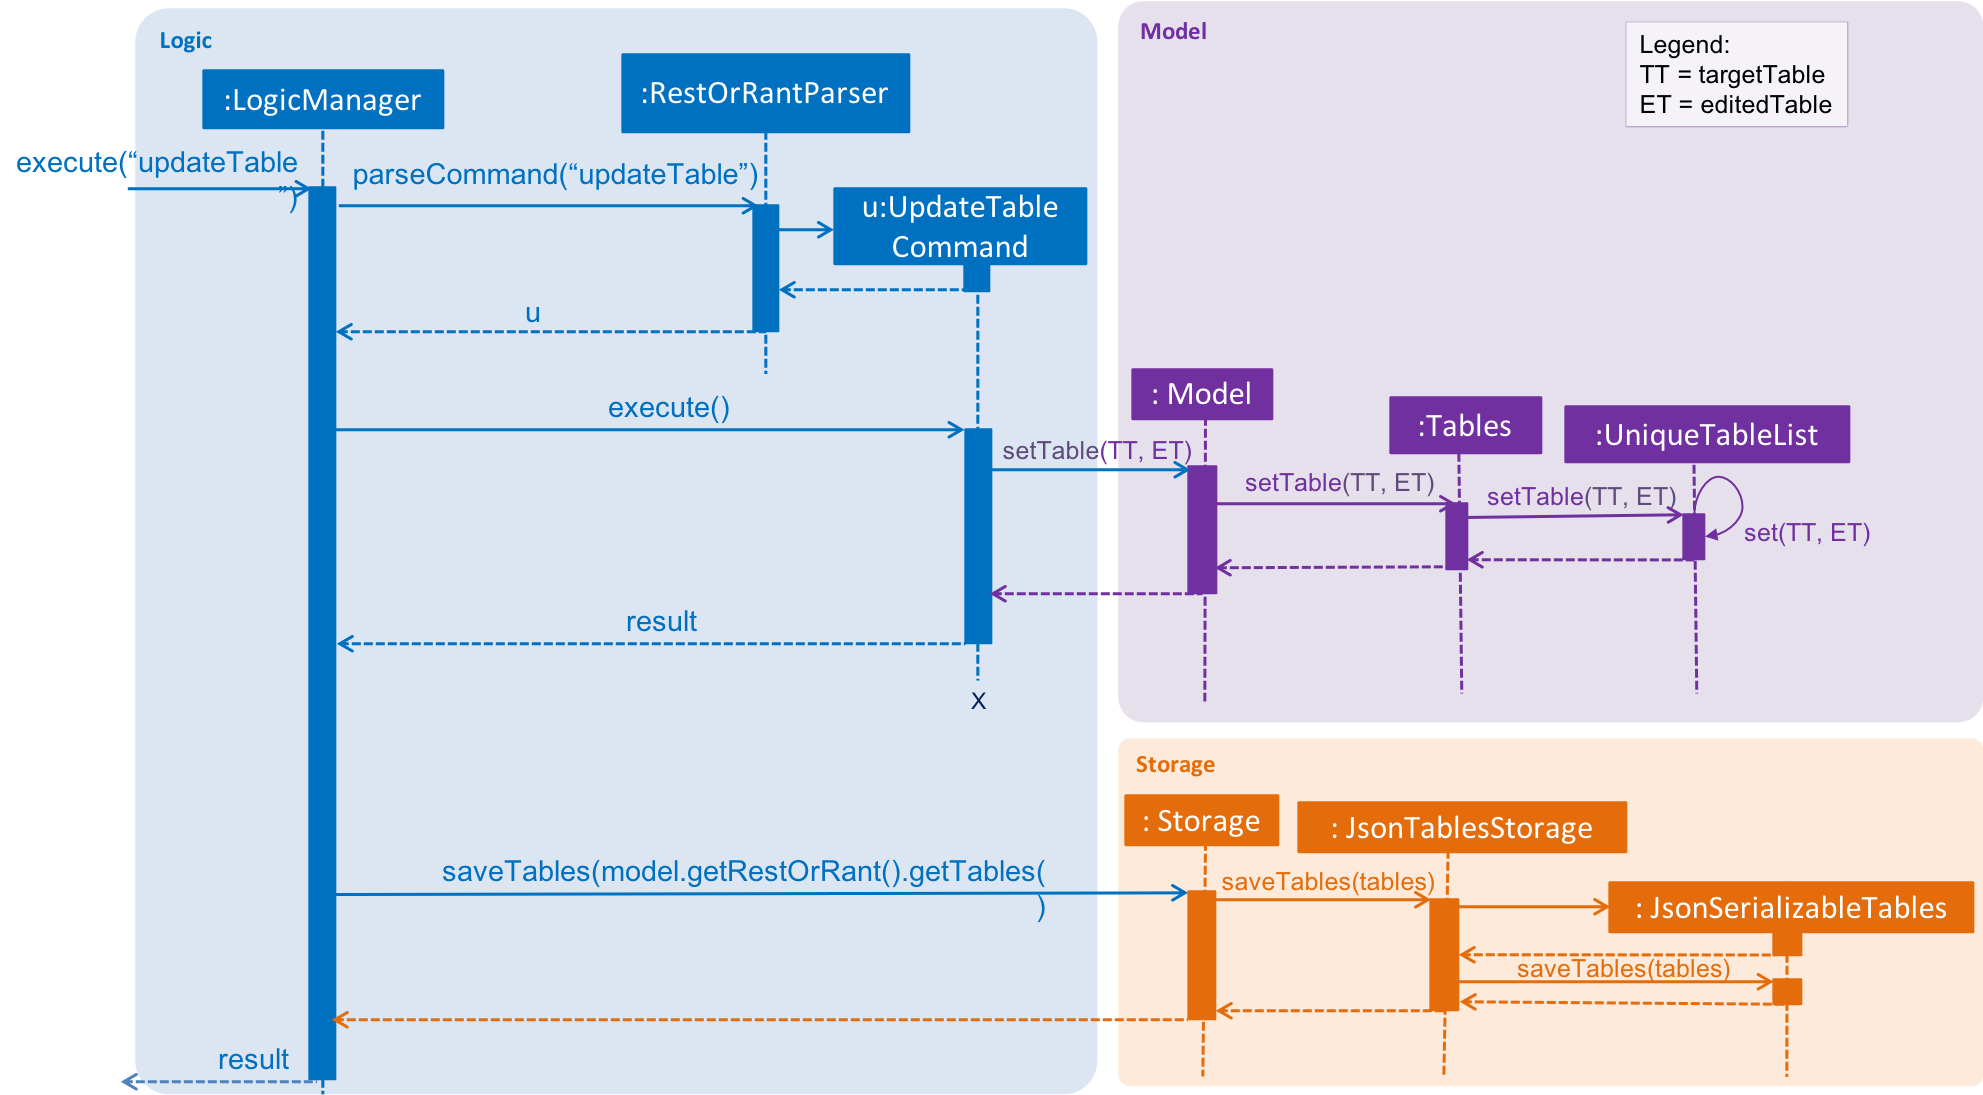 Logic
Model
Legend:
TT = targetTable
ET = editedTable
:LogicManager
:RestOrRantParser
execute(“updateTable
”)
parseCommand(“updateTable”)
u:UpdateTable
Command
u
execute()
: Model
:Tables
:UniqueTableList
setTable(TT, ET)
setTable(TT, ET)
setTable(TT, ET)
set(TT, ET)
result
X
Storage
: Storage
: JsonTablesStorage
saveTables(model.getRestOrRant().getTables(
)
saveTables(tables)
: JsonSerializableTables
saveTables(tables)
result